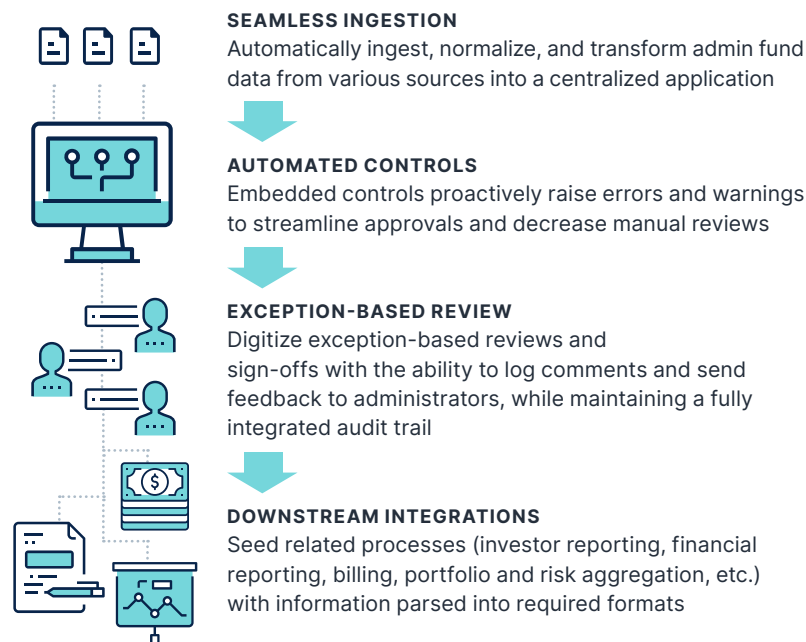 SEAMLESS INGESTION
Automatically ingest, normalize, and transform admin fund
data from various sources into a centralized application
AUTOMATED CONTROLS
Embedded controls proactively raise errors and warnings
to streamline approvals and decrease manual reviews
EXCEPTION-BASED REVIEW
Digitize exception-based reviews and
sign-offs with the ability to log comments and send
feedback to administrators, while maintaining a fully
integrated audit trail
$
DOWNSTREAM INTEGRATIONS
Seed related processes (investor reporting, financial
reporting, billing, portfolio and risk aggregation, etc.)
with information parsed into required formats